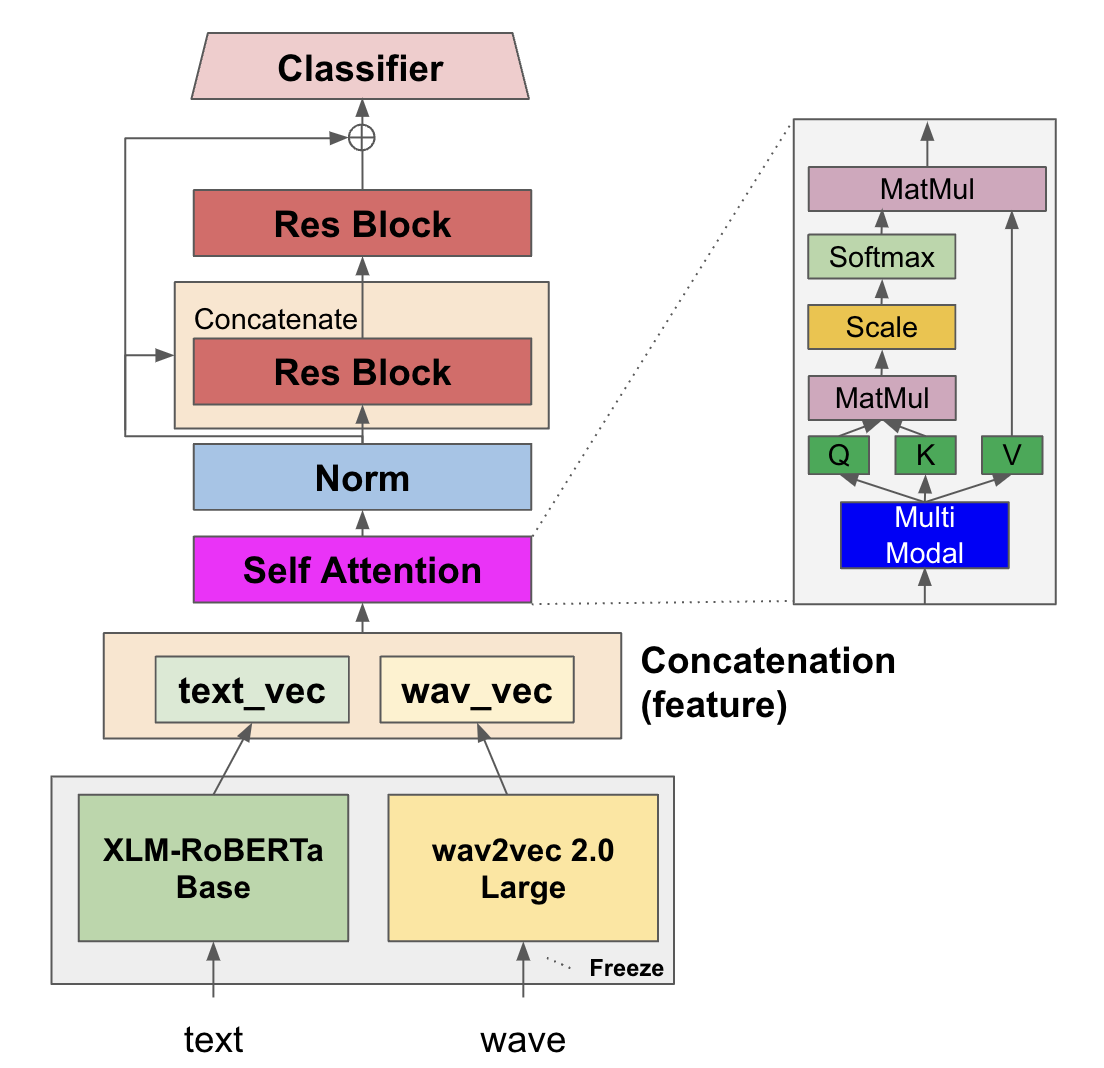 Classifier
Res Block
Concatenate
Res Block
Norm
Self Attention
text_vec
wav_vec
Concatenation
(feature)
XLM-RoBERTa
Base
wav2vec 2.0
Large
Freeze
text
wave
MatMul
Softmax
Scale
MatMul
Q
K
V
Multi
Modal